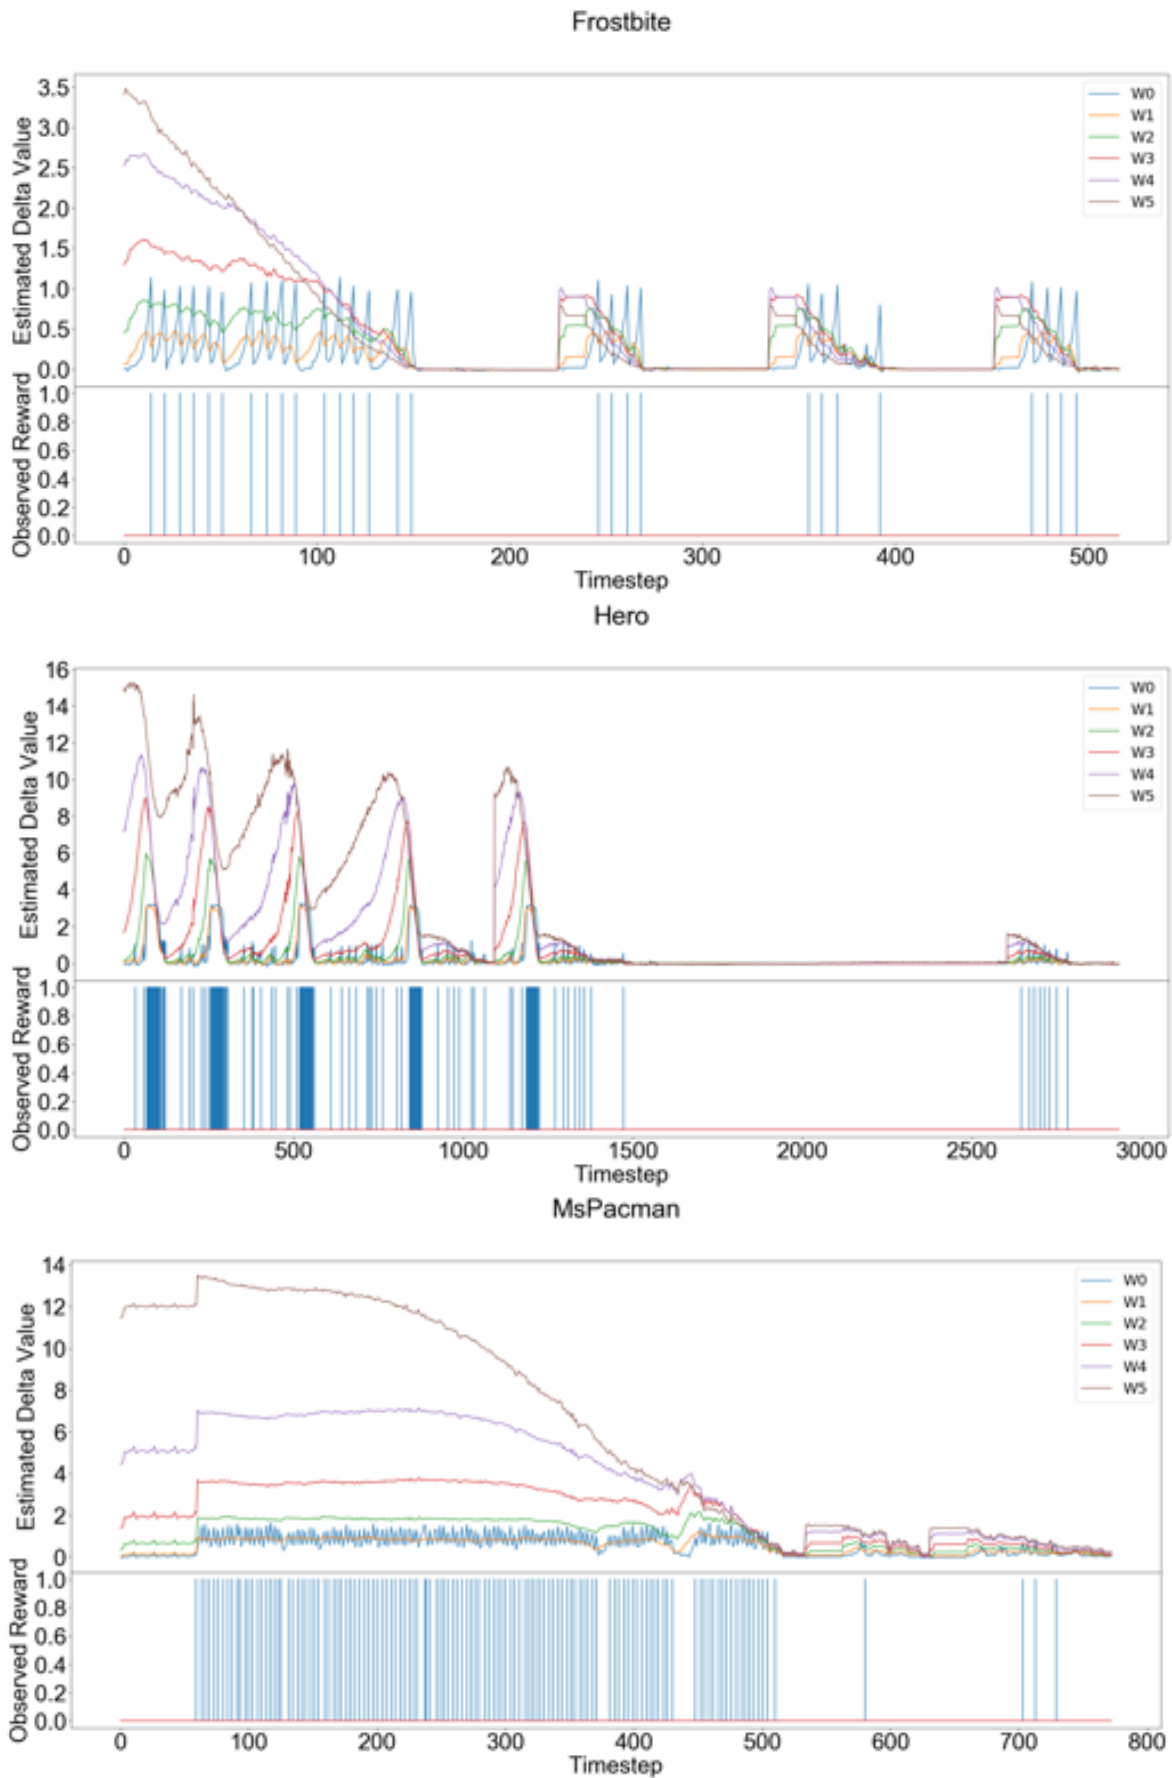 Frostbite
Estimated Delta Value
3.5
3.0
2.5
2.0
1.5
1.0
0.5
0.0
W0
W1
W2
W3
W4
W5
Observed Reward
1.0
0.8
0.6
0.4
0.2
0.0
0 100 200 300 400 500
Timestep
Hero
Estimated Delta Value
16
14
12
10
8
6
4
2
0
W0
W1
W2
W3
W4
W5
Observed Reward
1.0
0.8
0.6
0.4
0.2
0.0
0 500 1000 1500 2000 2500 3000
Timestep
MsPacman
Estimated Delta Value
14
12
10
8
6
4
2
0
W0
W1
W2
W3
W4
W5
Observed Reward
1.0
0.8
0.6
0.4
0.2
0.0
0 100 200 300 400 500 600 700 800
Timestep